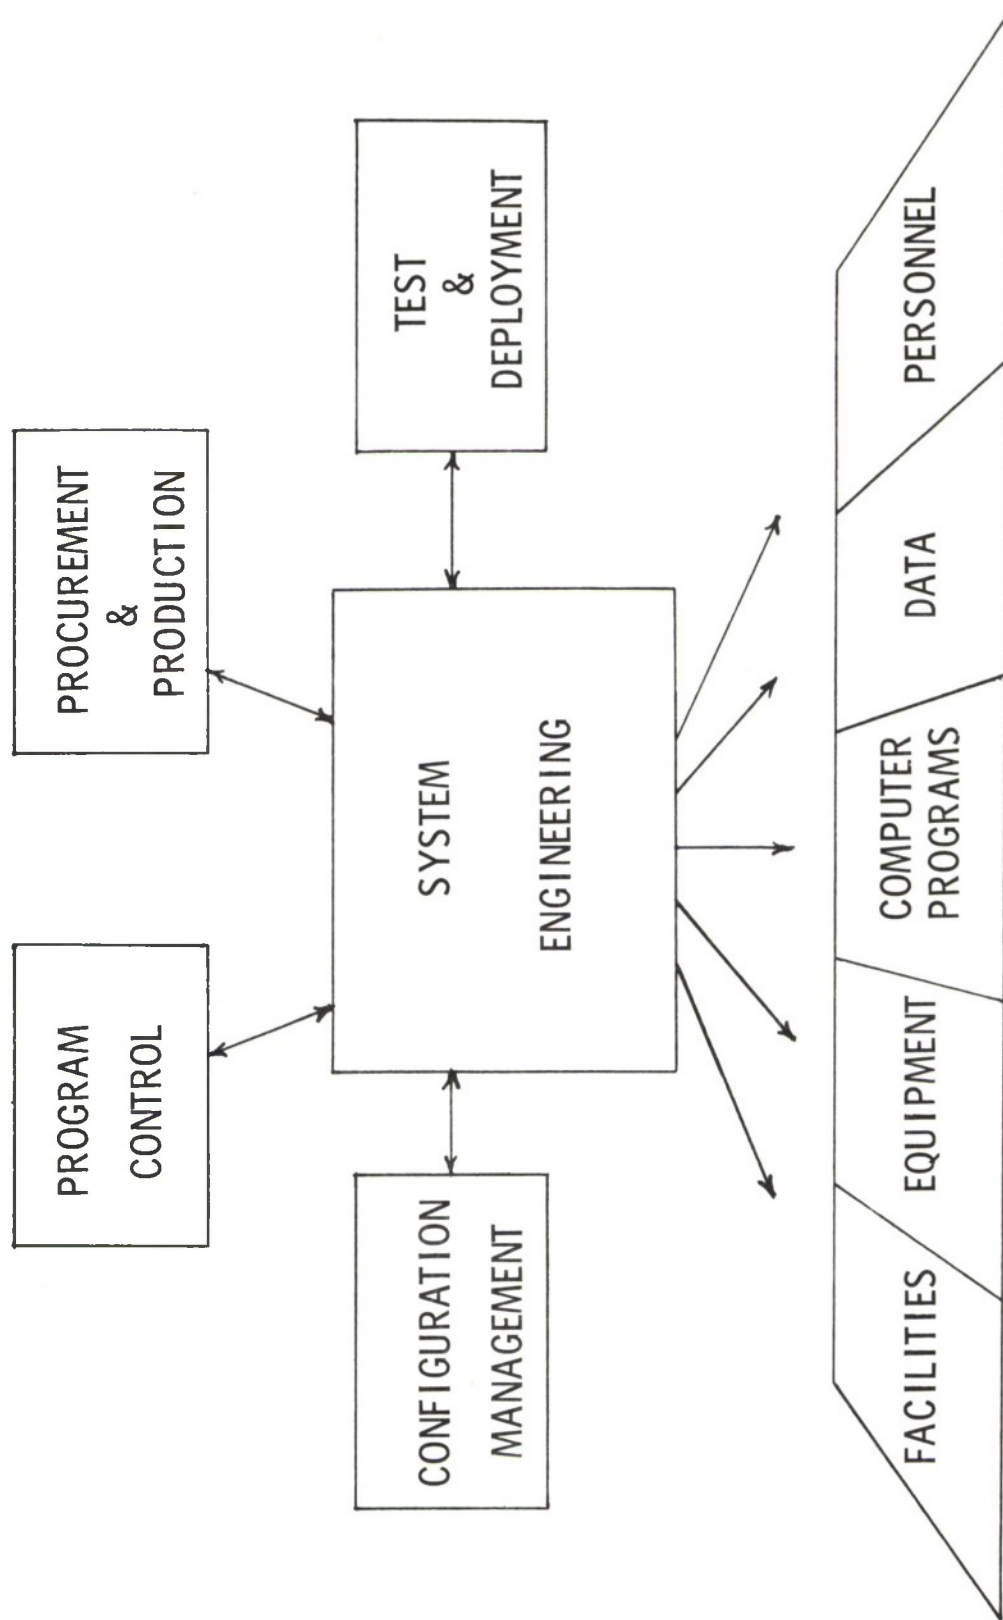 PROGRAM
CONTROL
PROCUREMENT
&
PRODUCTION
CONFIGURATION
MANAGEMENT
SYSTEM
ENGINEERING
TEST
&
DEPLOYMENT
FACILITIES
EQUIPMENT
COMPUTER
PROGRAMS
DATA
PERSONNEL